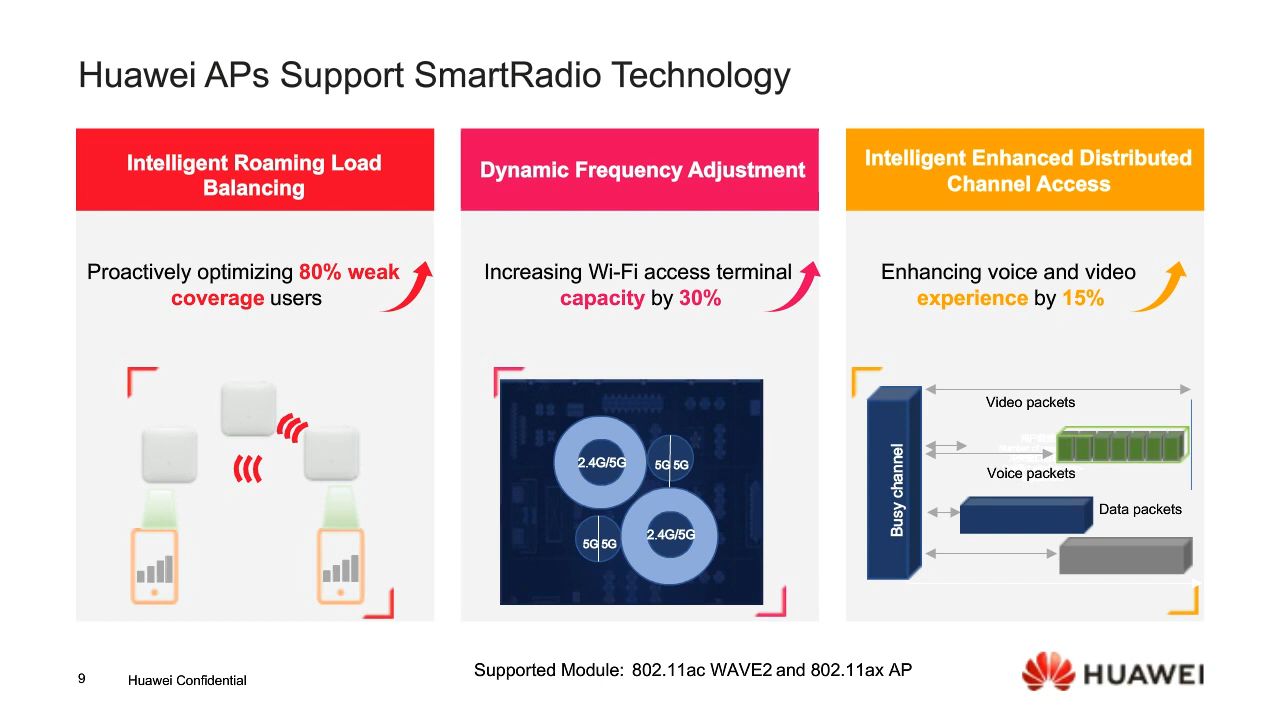 Huawei APs Support SmartRadio Technology
Intelligent Roaming Load
Balancing
Proactively optimizing 80% weak
coverage users
Dynamic Frequency Adjustment
Increasing Wi-Fi access terminal
capacity by 30%
2.4G/5G
5G 5G
5G 5G
2.4G/5G
Intelligent Enhanced Distributed
Channel Access
Enhancing voice and video
experience by 15%
Busy channel
Video packets
Voice packets
Data packets
Supported Module: 802.11ac WAVE2 and 802.11ax AP
9
Huawei Confidential
HUAWEI